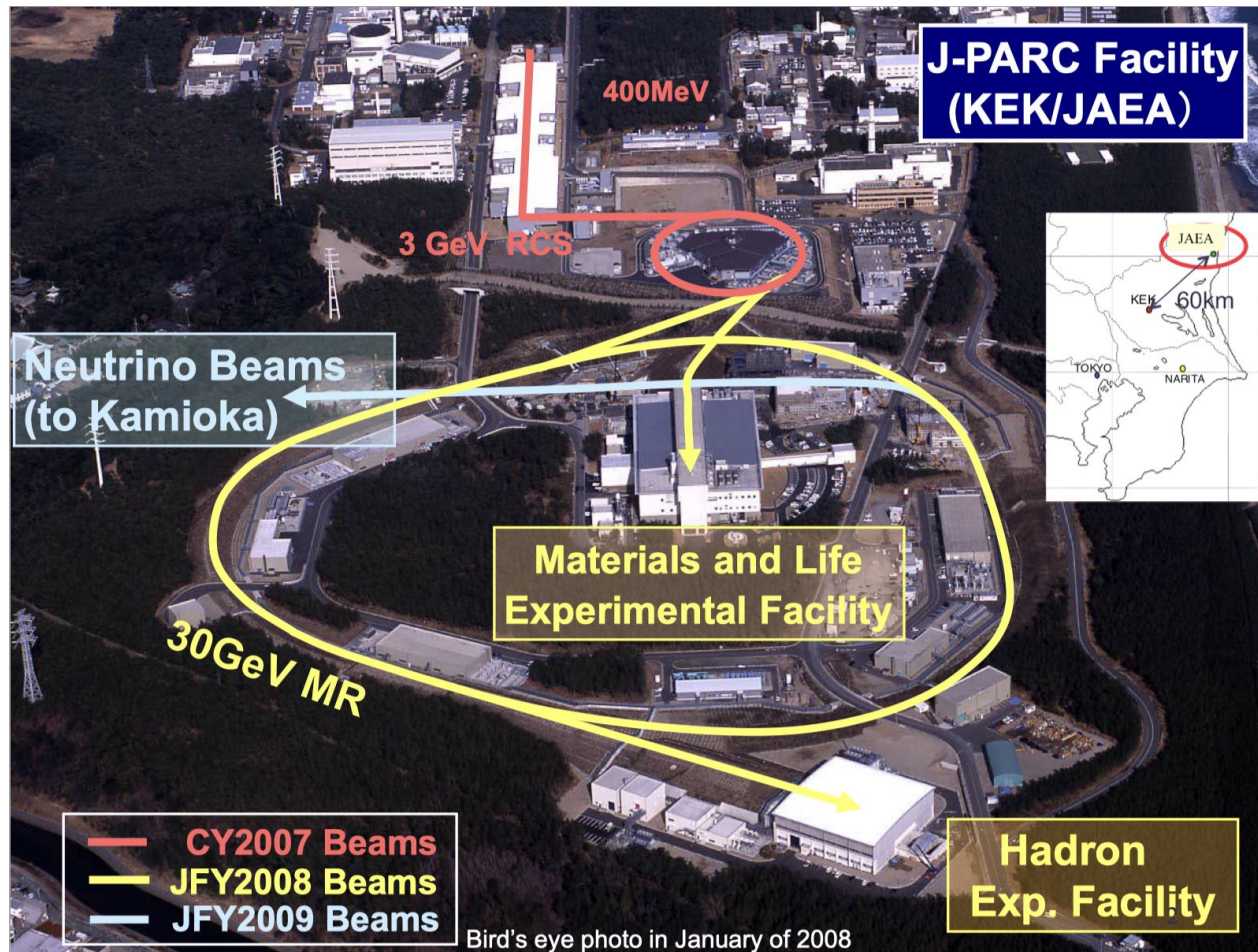 J-PARC Facility
(KEK/JAEA）
400MeV
3 GeV RCS
JAEA
KEK
60km
TOKYO
NARITA
Neutrino Beams
(to Kamioka)
Materials and Life
Experimental Facility
30GeV MR
Hadron
Exp. Facility
CY2007 Beams
JFY2008 Beams
JFY2009 Beams
Bird's eye photo in January of 2008